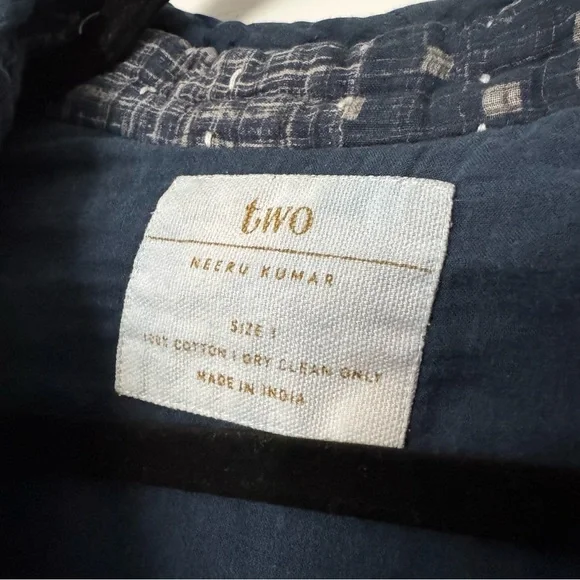 two
NEERU KUMAR
SIZE 1
100% COTTON | DRY CLEAN ONLY
MADE IN INDIA